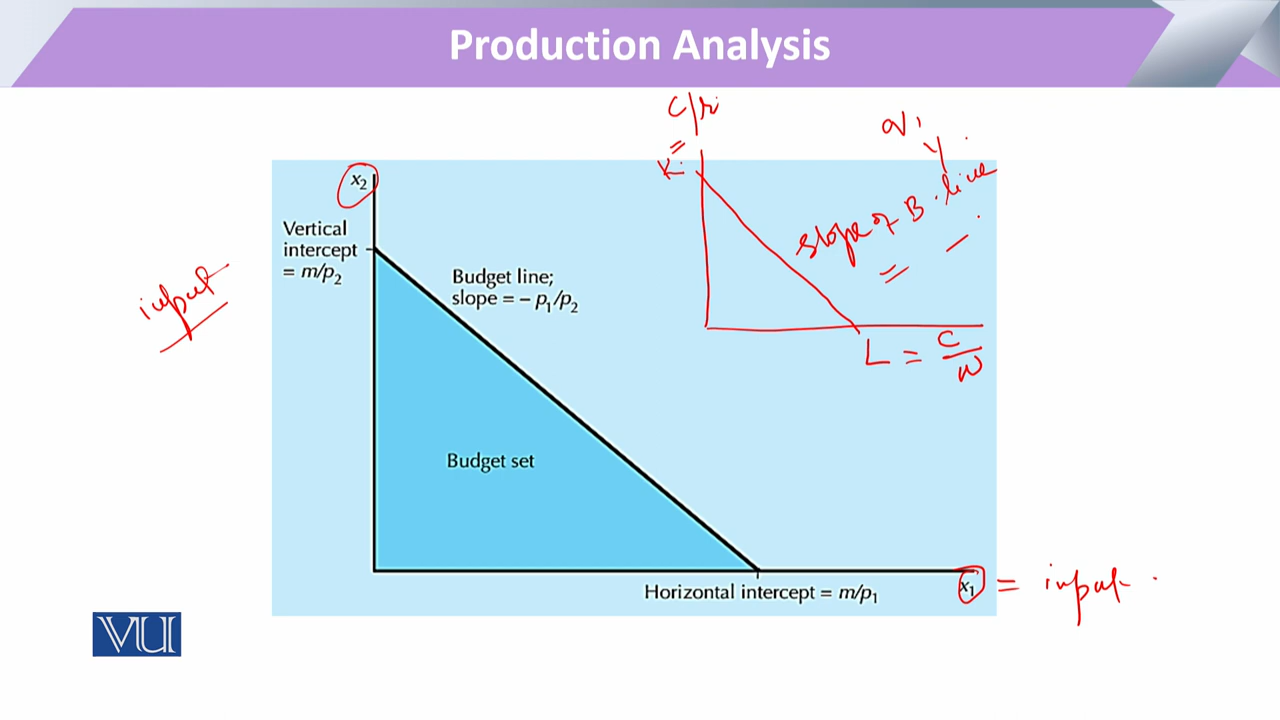 Production Analysis
C/r
=
K
x2
Vertical
intercept
= m/p2
Budget line;
slope = – p1/p2
slope of B. line
=
input
L = C/W
Budget set
Horizontal intercept = m/p1
x1 = input
VU